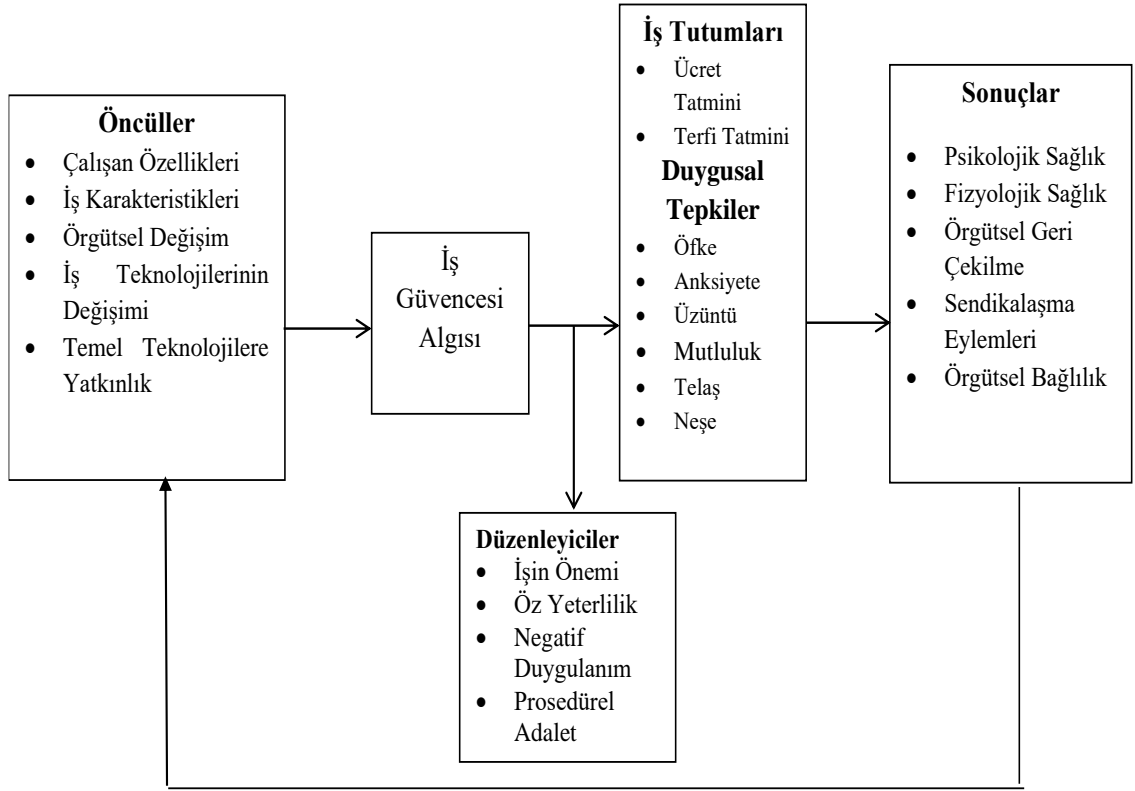 Öncüller
• Çalışan Özellikleri
• İş Karakteristikleri
• Örgütsel Değişim
• İş Teknolojilerinin
Değişimi
• Temel Teknolojilere
Yatkınlık
İş
Güvencesi
Algısı
İş Tutumları
• Ücret
Tatmini
• Terfi Tatmini
Duygusal
Tepkiler
• Öfke
• Anksiyete
• Üzüntü
• Mutluluk
• Telaş
• Neşe
Sonuçlar
• Psikolojik Sağlık
• Fizyolojik Sağlık
• Örgütsel Geri
Çekilme
• Sendikalaşma
Eylemleri
• Örgütsel Bağlılık
Düzenleyiciler
• İşin Önemi
• Öz Yeterlilik
• Negatif
Duygulanım
• Prosedürel
Adalet